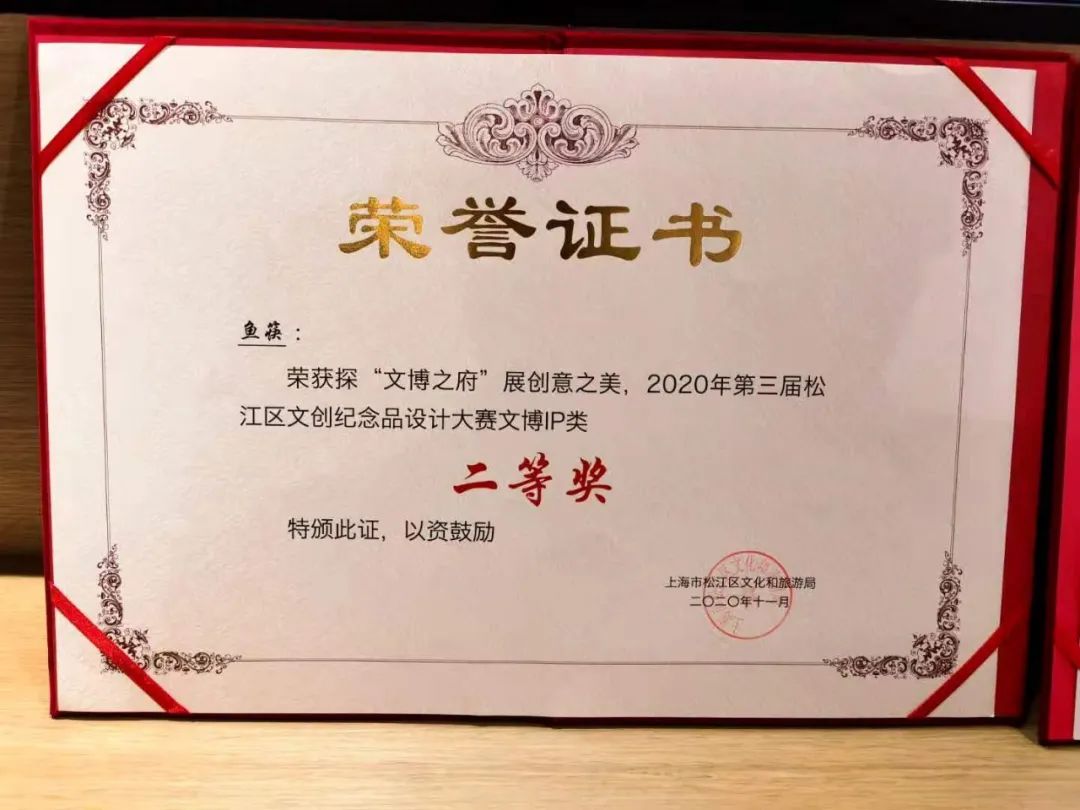 荣誉证书
鱼筷：
荣获探“文博之府”展创意之美，2020年第三届松
江区文创纪念品设计大赛文博IP类
二等奖
特颁此证，以资鼓励
上海市松江区文化和旅游局
二〇二〇年十一月